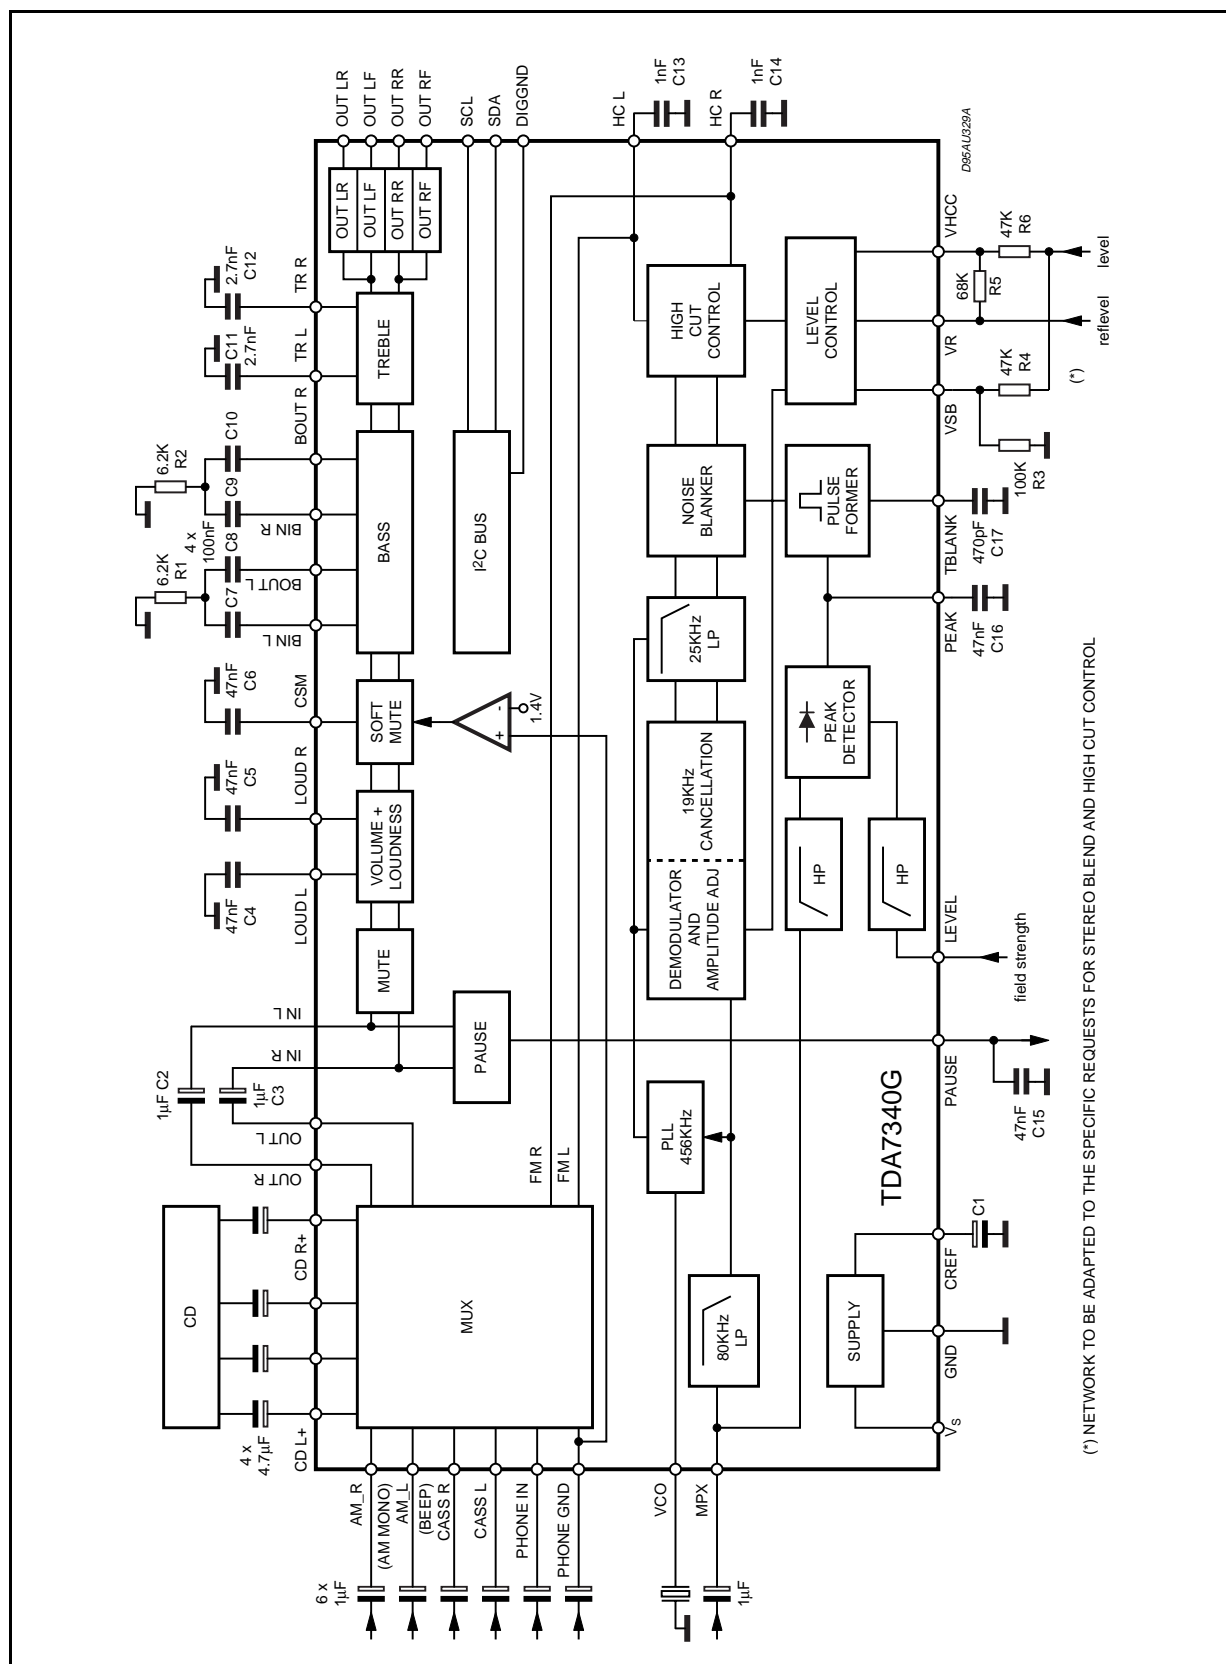 CD
4 x
4.7µF
CD L+
CD R+
OUT R
OUT L
1µF C2
1µF
C3
IN R
IN L
LOUD L
47nF
C4
LOUD R
47nF
C5
CSM
47nF
C6
BIN L
C7
6.2K
R1
BOUT L
C8
4 x
100nF
BIN R
C9
6.2K
R2
BOUT R
C10
TR L
C11
2.7nF
TR R
2.7nF
C12
6 x
1µF
AM_R
(AM MONO)
AM_L
(BEEP)
CASS R
CASS L
PHONE IN
PHONE GND
VCO
MPX
1µF
MUX
FM R
FM L
MUTE
PAUSE
VOLUME +
LOUDNESS
SOFT
MUTE
+
-
1.4V
BASS
I²C BUS
TREBLE
OUT LR
OUT LF
OUT RR
OUT RF
OUT LR
OUT LF
OUT RR
OUT RF
SCL
SDA
DIGGND
80KHz
LP
PLL
456KHz
DEMODULATOR
AND
AMPLITUDE ADJ
19KHz
CANCELLATION
25KHz
LP
NOISE
BLANKER
HIGH
CUT
CONTROL
HC L
1nF
C13
HC R
1nF
C14
SUPPLY
TDA7340G
HP
HP
PEAK
DETECTOR
PULSE
FORMER
LEVEL
CONTROL
VS
GND
CREF
C1
PAUSE
47nF
C15
LEVEL
field strength
PEAK
47nF
C16
TBLANK
470pF
C17
VSB
100K
R3
47K
R4
(*)
VR
reflevel
68K
R5
VHCC
47K
R6
level
D95AU329A
(*) NETWORK TO BE ADAPTED TO THE SPECIFIC REQUESTS FOR STEREO BLEND AND HIGH CUT CONTROL